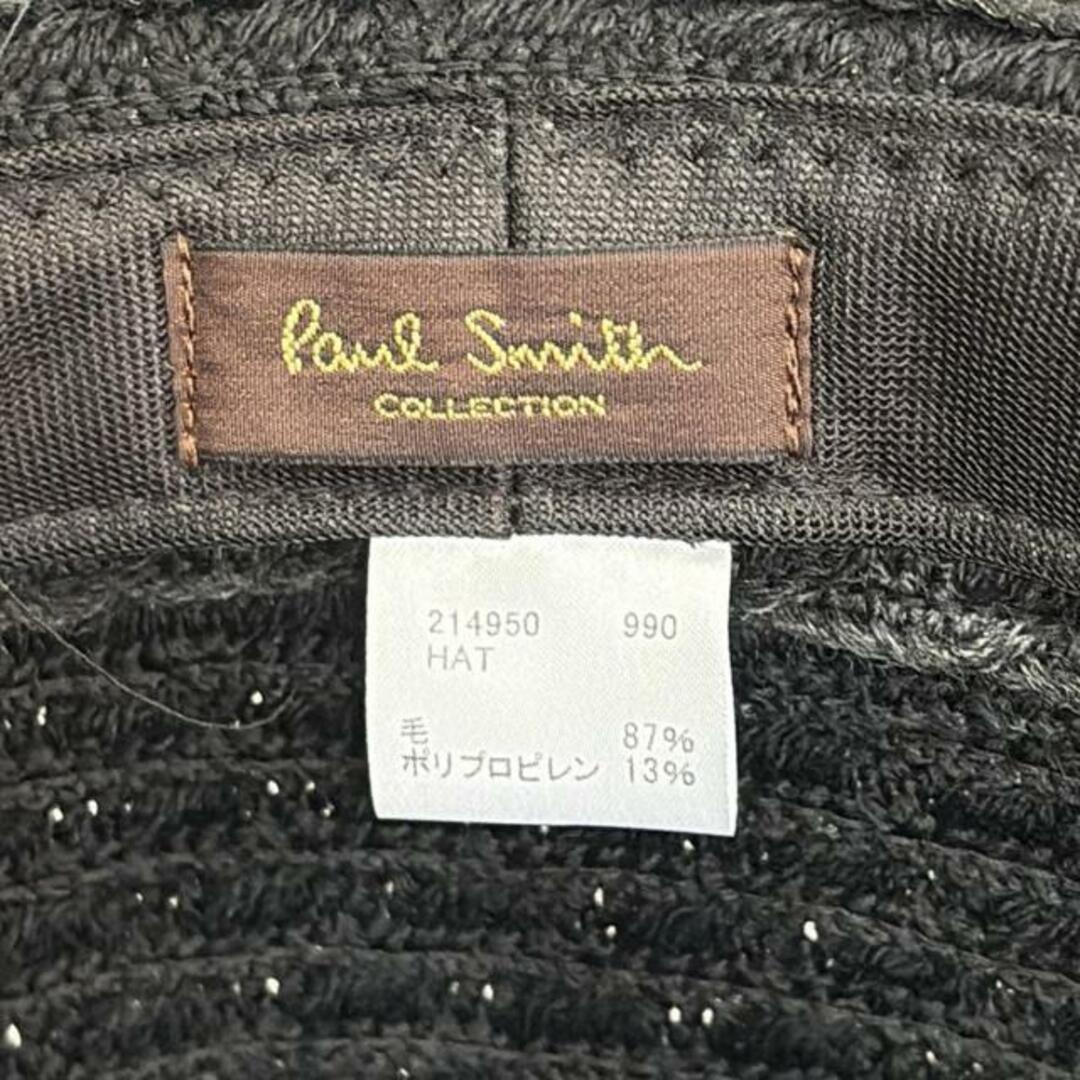 Paul Smith
COLLECTION
214950 990
HAT
毛 87%
ポリプロピレン 13%